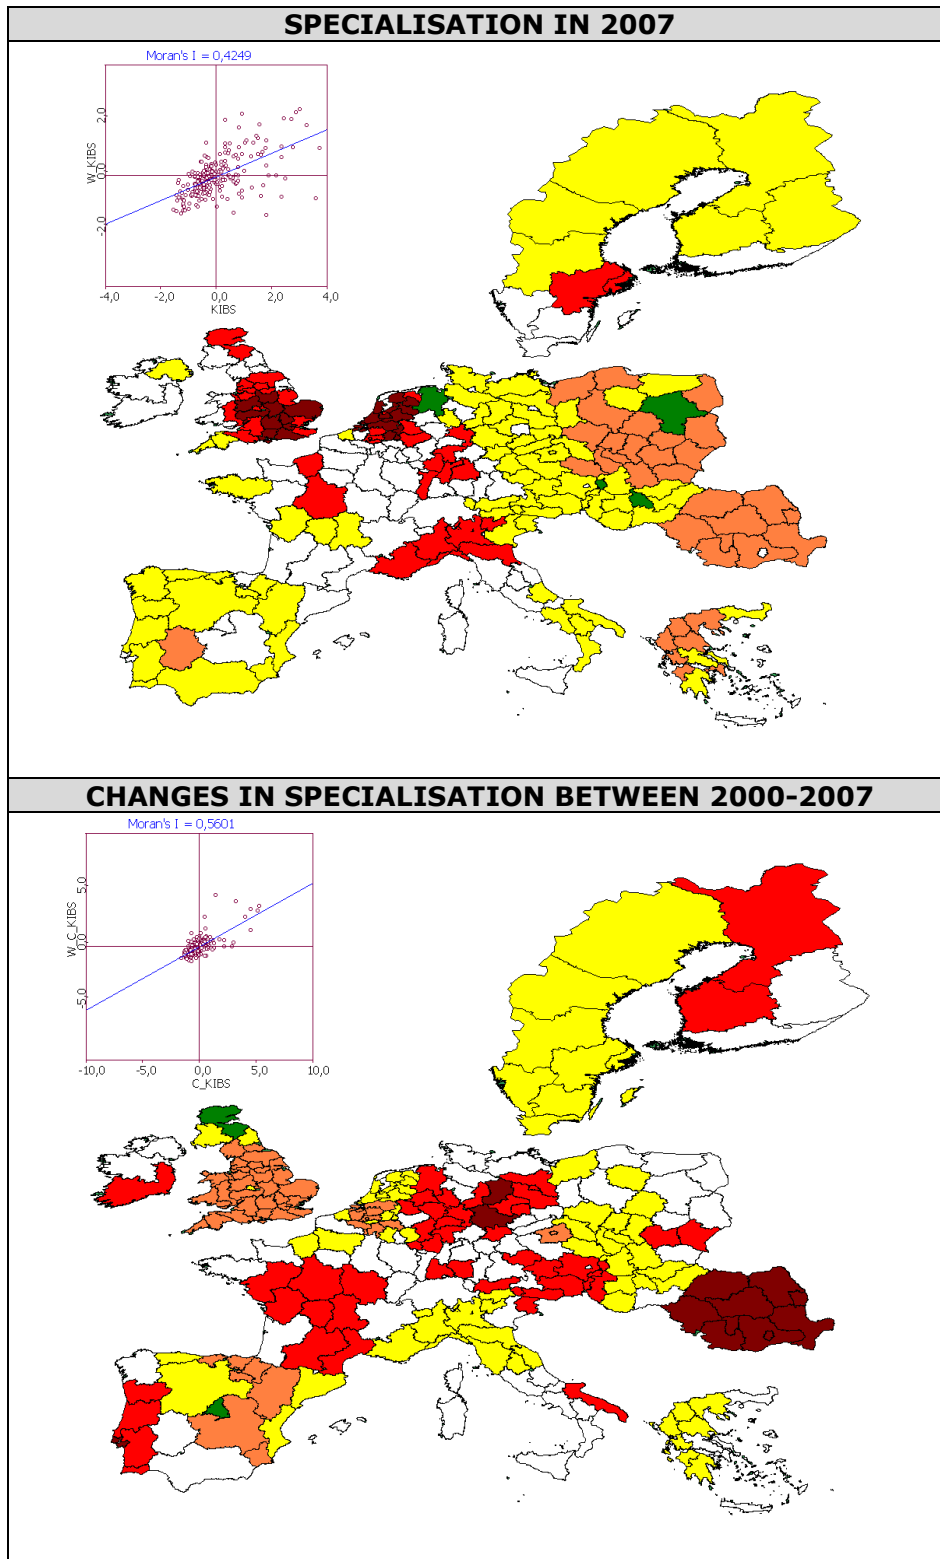 SPECIALISATION IN 2007
Moran's I = 0,4249
2,0
0,0
-2,0
W_KIBS
-4,0 -2,0 0,0 2,0 4,0
KIBS
CHANGES IN SPECIALISATION BETWEEN 2000-2007
Moran's I = 0,5601
5,0
0,0
-5,0
W_C_KIBS
-10,0 -5,0 0,0 5,0 10,0
C_KIBS